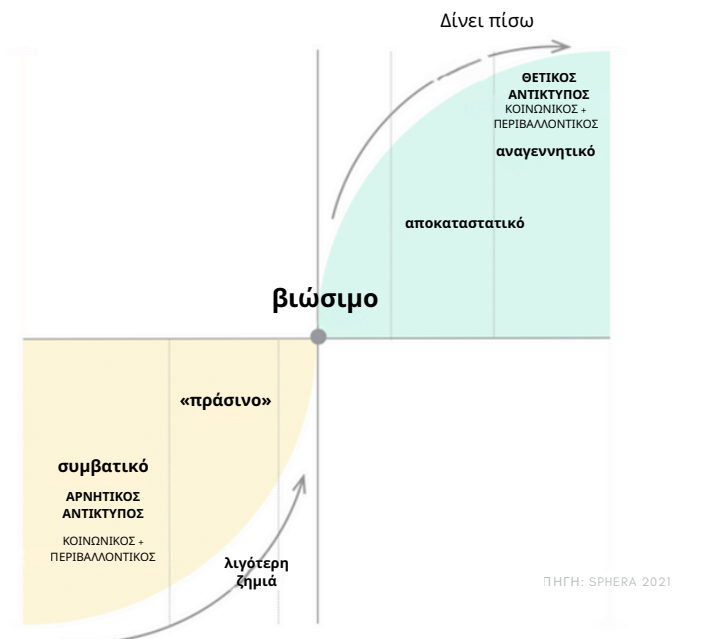 Δίνει πίσω
ΘΕΤΙΚΟΣ
ΑΝΤΙΚΤΥΠΟΣ
ΚΟΙΝΩΝΙΚΟΣ +
ΠΕΡΙΒΑΛΛΟΝΤΙΚΟΣ
αναγεννητικό
αποκαταστατικό
βιώσιμο
«πράσινο»
συμβατικό
ΑΡΝΗΤΙΚΟΣ
ΑΝΤΙΚΤΥΠΟΣ
ΚΟΙΝΩΝΙΚΟΣ +
ΠΕΡΙΒΑΛΛΟΝΤΙΚΟΣ
λιγότερη
ζημιά
ΠΗΓΗ: SPHERA 2021